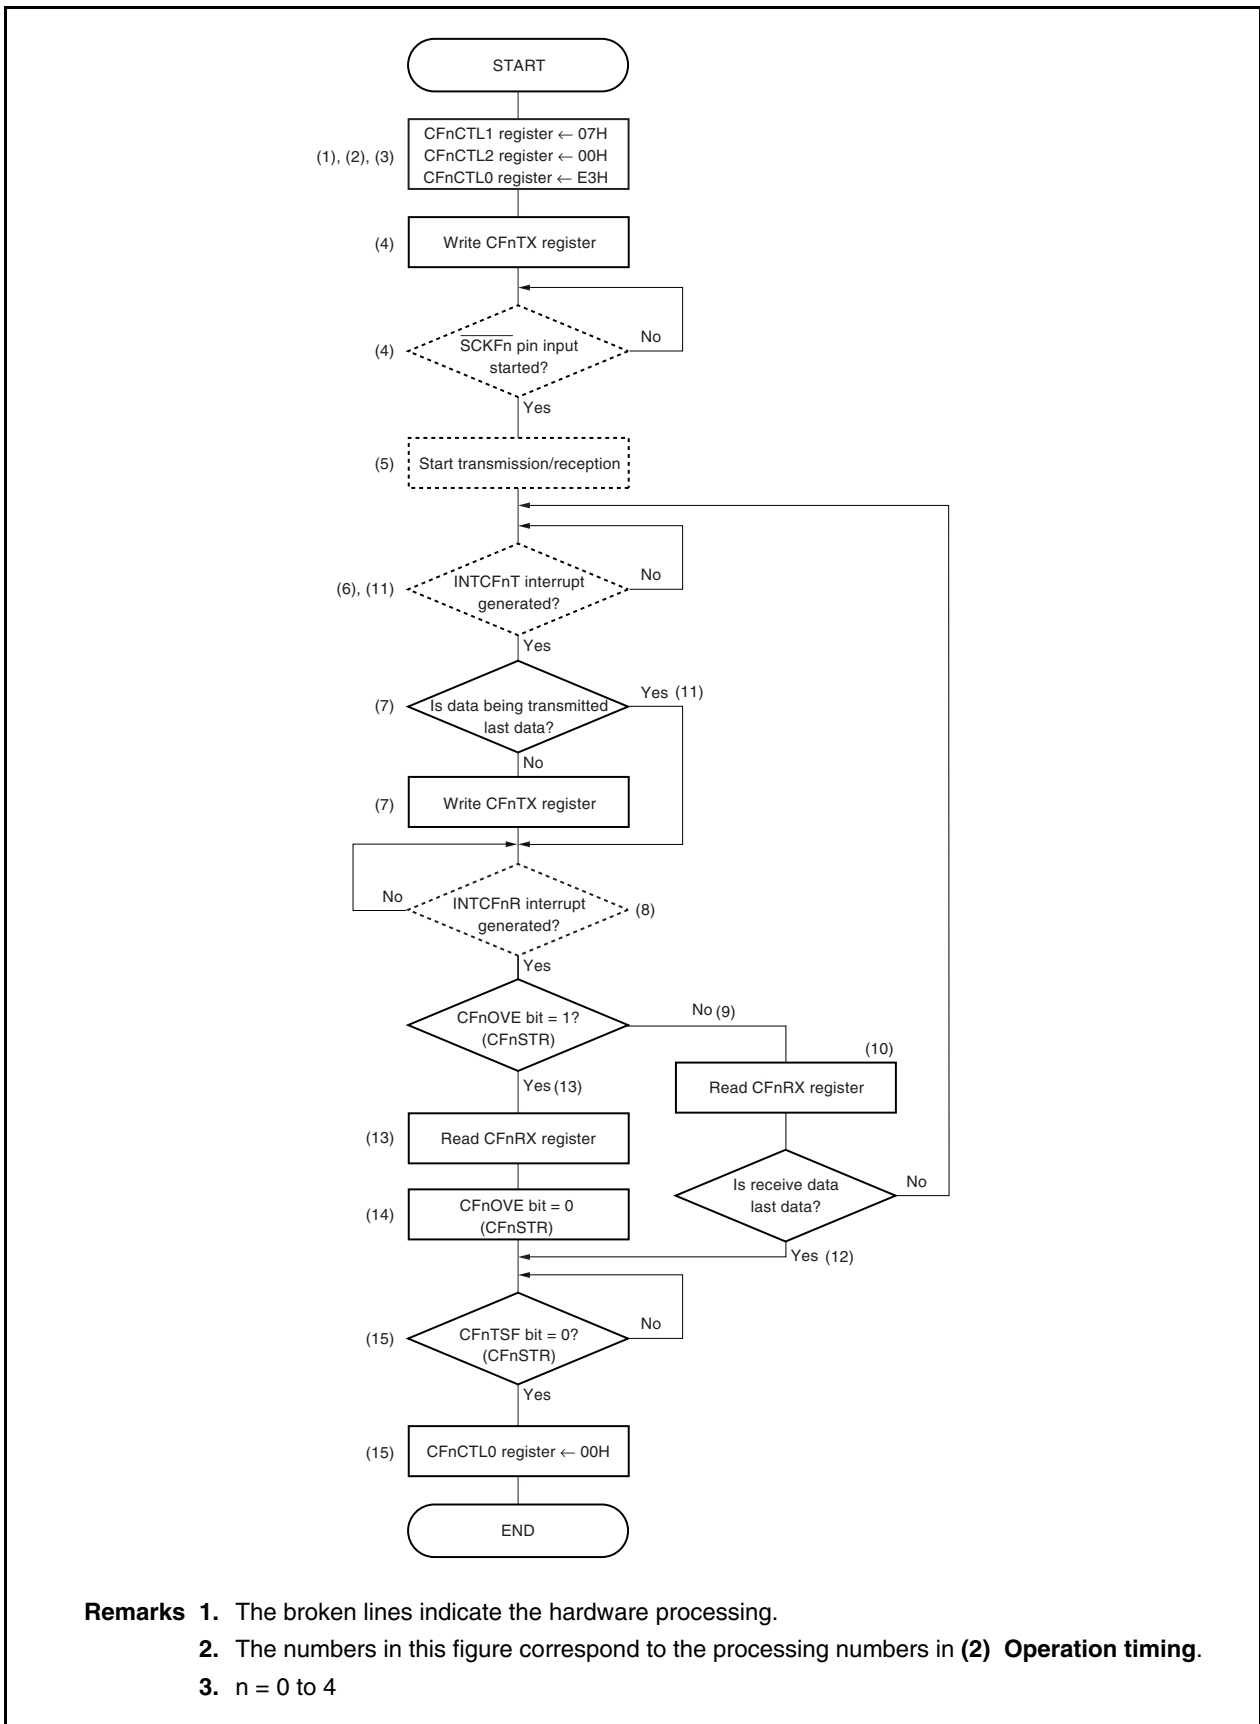 START
CFnCTL1 register ← 07H
(1), (2), (3)
CFnCTL2 register ← 00H
CFnCTL0 register ← E3H
(4)
Write CFnTX register
(4)
SCKFn pin input
started?
No
Yes
(5)
Start transmission/reception
(6), (11)
INTCFnT interrupt
generated?
No
Yes
(7)
Is data being transmitted
last data?
Yes (11)
No
(7)
Write CFnTX register
No
INTCFnR interrupt
generated?
(8)
Yes
CFnOVE bit = 1?
(CFnSTR)
No (9)
Yes (13)
(10)
Read CFnRX register
(13)
Read CFnRX register
Is receive data
last data?
No
Yes (12)
(14)
CFnOVE bit = 0
(CFnSTR)
(15)
CFnTSF bit = 0?
(CFnSTR)
No
Yes
(15)
CFnCTL0 register ← 00H
END
Remarks 1. The broken lines indicate the hardware processing.
2. The numbers in this figure correspond to the processing numbers in (2) Operation timing.
3. n = 0 to 4